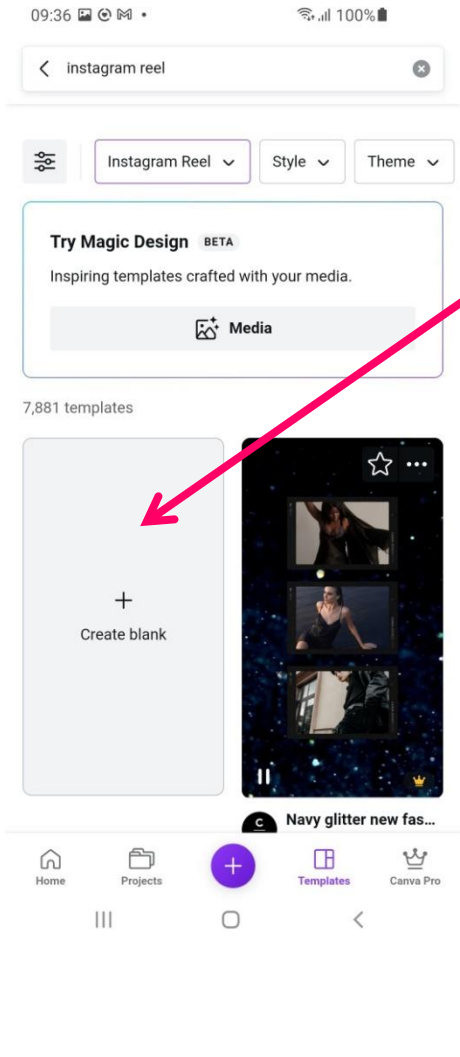 09:36 100%
instagram reel
Instagram Reel Style Theme
Try Magic Design BETA
Inspiring templates crafted with your media.
Media
7,881 templates
+
Create blank
C
Navy glitter new fas...
Home Projects + Templates Canva Pro